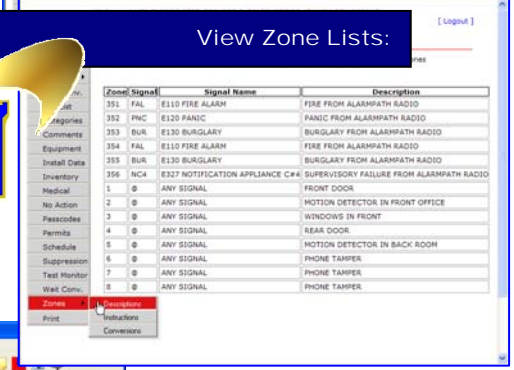 [ Logout ]
View Zone Lists:
Zone Signal Signal Name Description
351 FAL E110 FIRE ALARM FIRE FROM ALARMPATH RADIO
352 PNC E120 PANIC PANIC FROM ALARMPATH RADIO
353 BUR E130 BURGLARY BURGLARY FROM ALARMPATH RADIO
354 FAL E110 FIRE ALARM FIRE FROM ALARMPATH RADIO
355 BUR E130 BURGLARY BURGLARY FROM ALARMPATH RADIO
356 NC4 E327 NOTIFICATION APPLIANCE C#4 SUPERVISORY FAILURE FROM ALARMPATH RADIO
1 @ ANY SIGNAL FRONT DOOR
2 @ ANY SIGNAL MOTION DETECTOR IN FRONT OFFICE
3 @ ANY SIGNAL WINDOWS IN FRONT
4 @ ANY SIGNAL REAR DOOR
5 @ ANY SIGNAL MOTION DETECTOR IN BACK ROOM
6 @ ANY SIGNAL PHONE TAMPER
7 @ ANY SIGNAL PHONE TAMPER
8 @ ANY SIGNAL PHONE TAMPER
Comments
Equipment
Install Data
Inventory
Medical
No Action
Passcodes
Permits
Schedule
Suppression
Test Monitor
Wait Conv.
Zones
Print
Descriptions
Instructions
Conversions